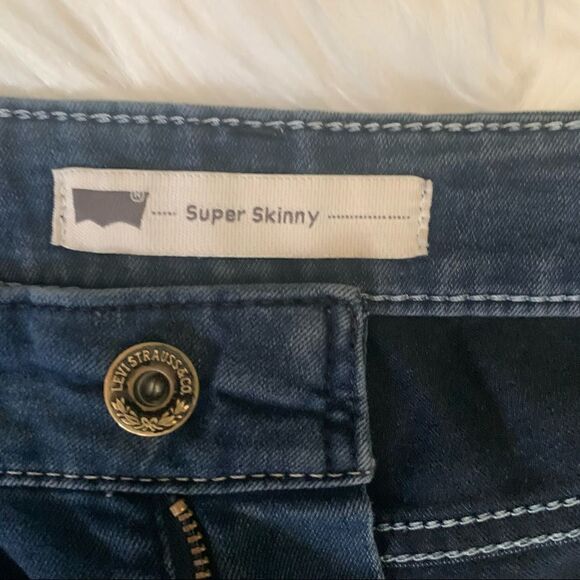 ® ..... Super Skinny ................
LEVI STRAUSS & CO